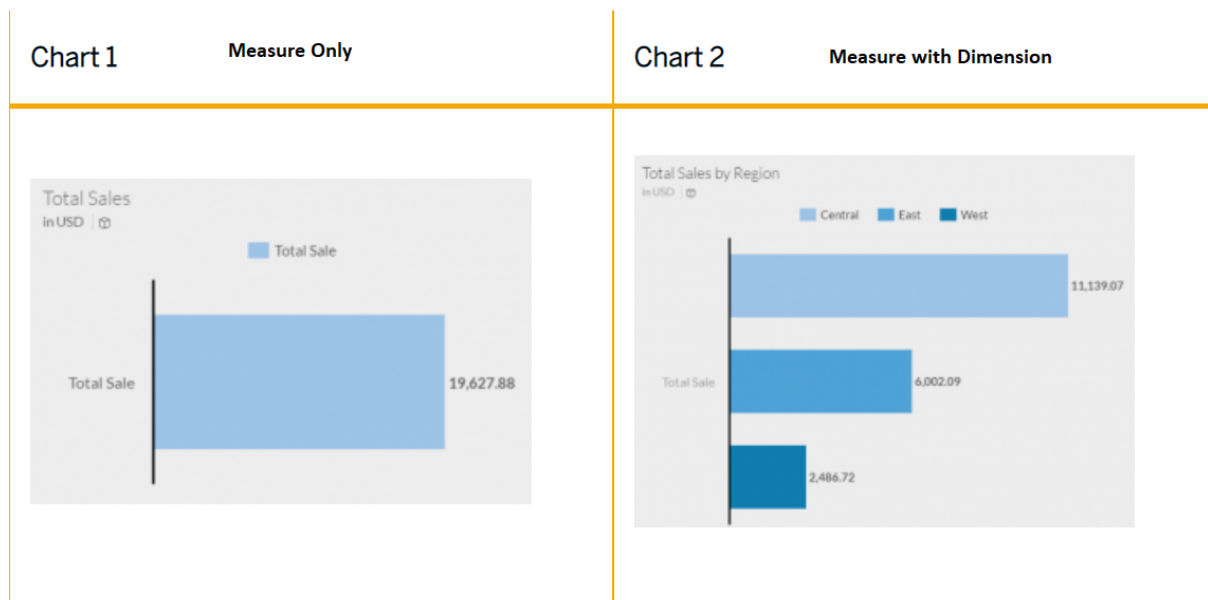 Chart 1
Measure Only
Total Sales
in USD
Total Sale
Total Sale
19,627.88
Chart 2
Measure with Dimension
Total Sales by Region
in USD
Central East West
11,139.07
Total Sale
6,002.09
2,486.72